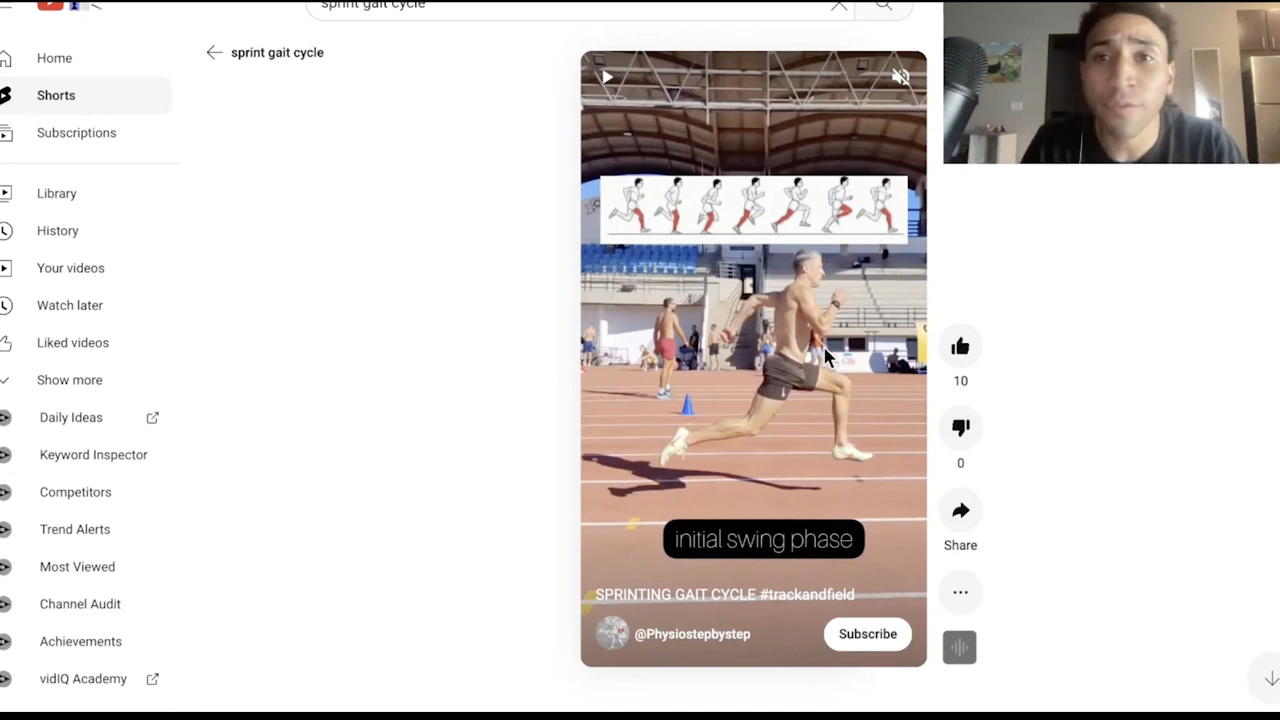 sprint gait cycle
sprint gait cycle
Home
Shorts
Subscriptions
Library
History
Your videos
Watch later
Liked videos
Show more
Daily Ideas
Keyword Inspector
Competitors
Trend Alerts
Most Viewed
Channel Audit
Achievements
vidIQ Academy
initial swing phase
SPRINTING GAIT CYCLE #trackandfield
@Physiostepbystep
Subscribe
10
0
Share